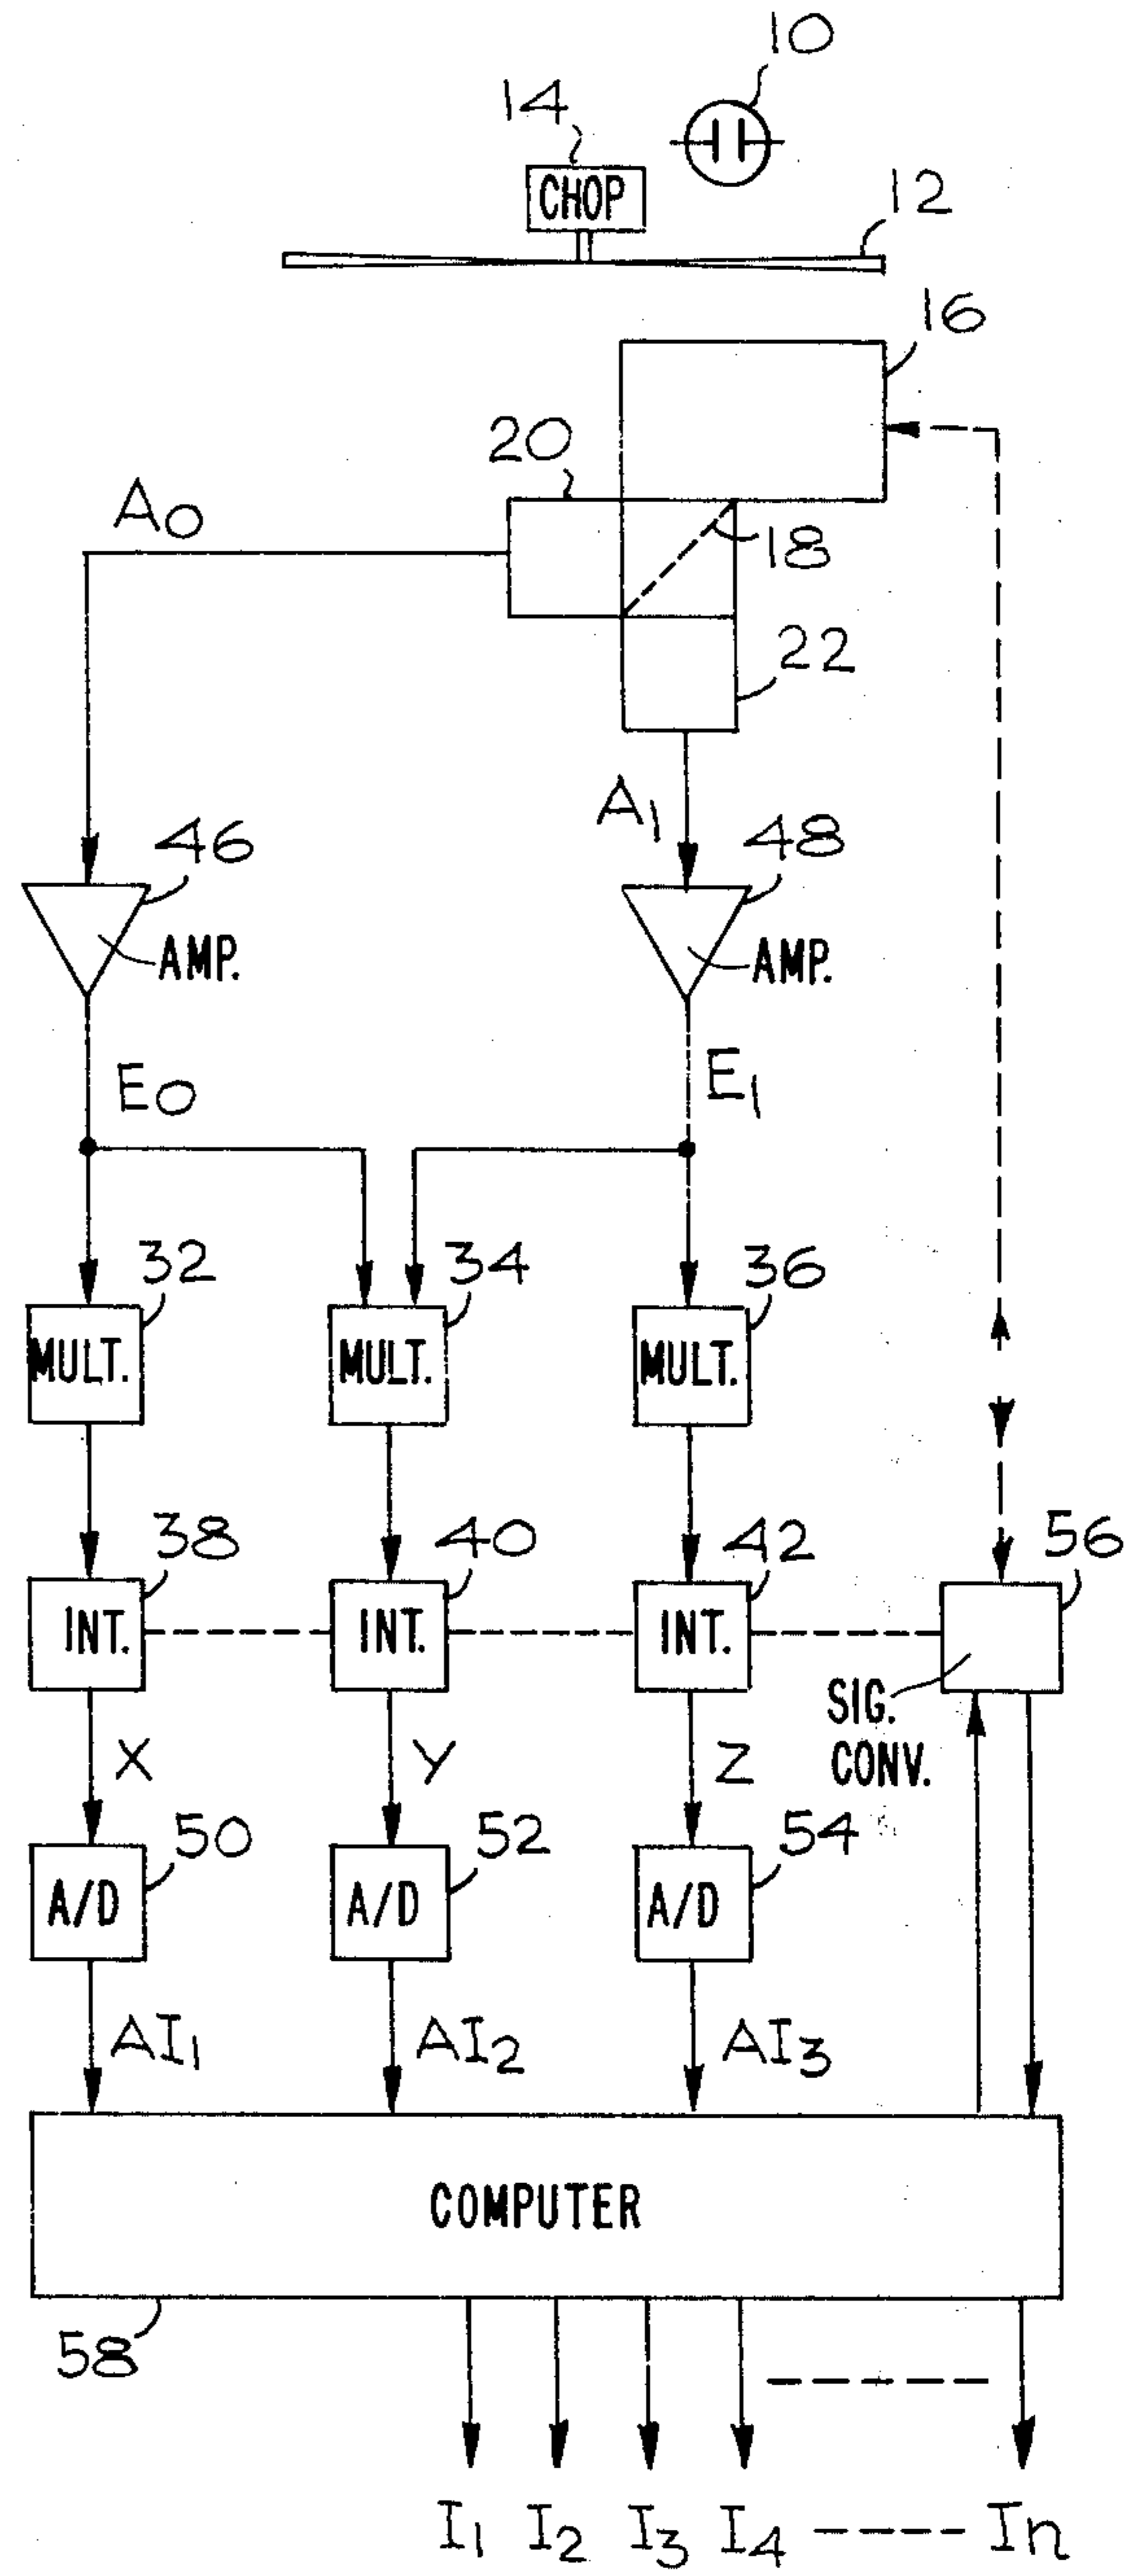 10
14
CHOP
12
16
20
A0
18
22
A1
46
48
AMP.
AMP.
E0
E1
32
34
36
MULT.
MULT.
MULT.
38
40
42
56
INT.
INT.
INT.
SIG.
CONV.
X
Y
Z
50
52
54
A/D
A/D
A/D
AI1
AI2
AI3
COMPUTER
58
I1 I2 I3 I4 ---- In